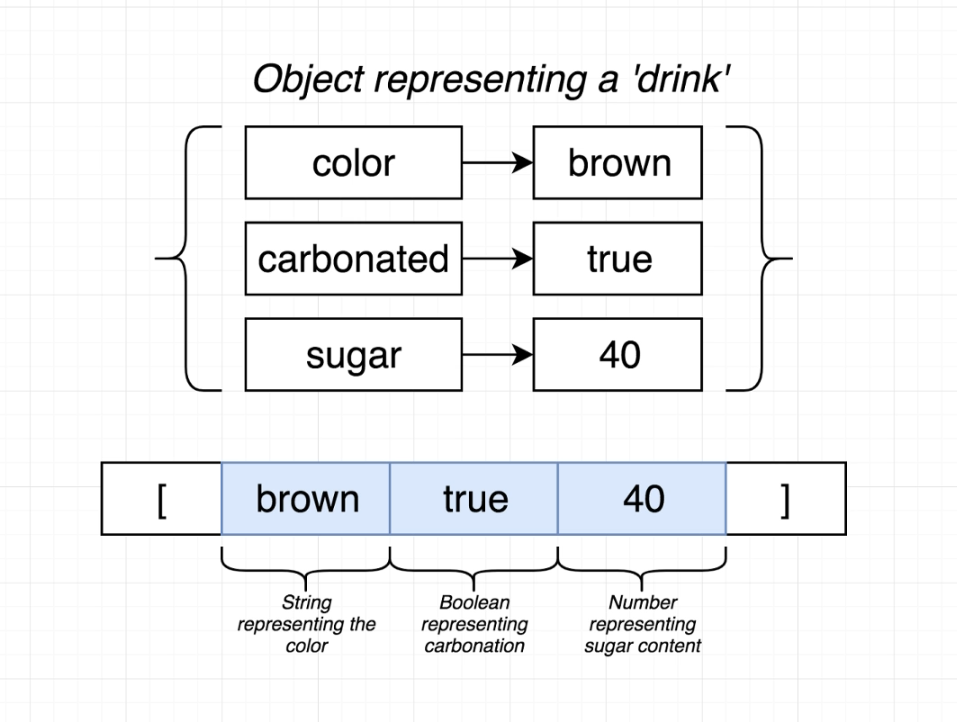 Object representing a 'drink'
color
brown
carbonated
true
sugar
40
[
brown
true
40
]
String
representing the
color
Boolean
representing
carbonation
Number
representing
sugar content